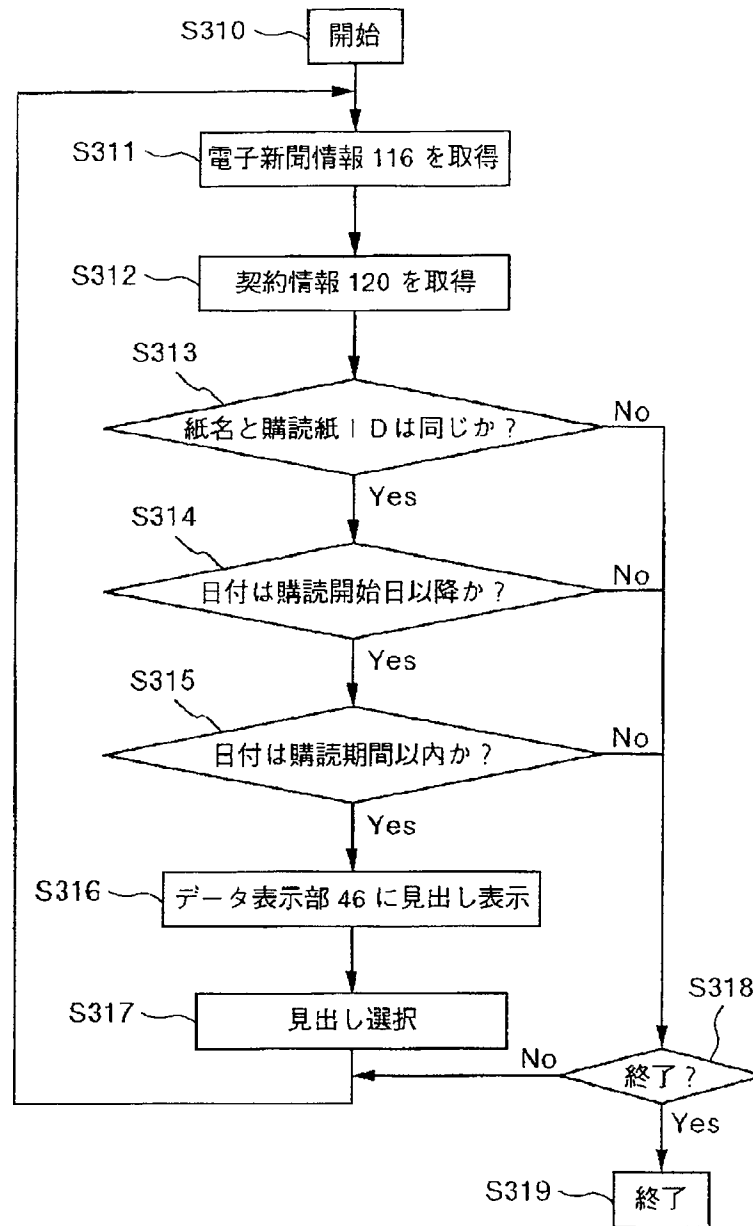 S310
開始
S311
電子新聞情報 116 を取得
S312
契約情報 120 を取得
S313
紙名と購読紙IDは同じか?
No
Yes
S314
日付は購読開始日以降か?
No
Yes
S315
日付は購読期間以内か?
No
Yes
S316
データ表示部 46 に見出し表示
S317
見出し選択
S318
終了?
No
Yes
S319
終了